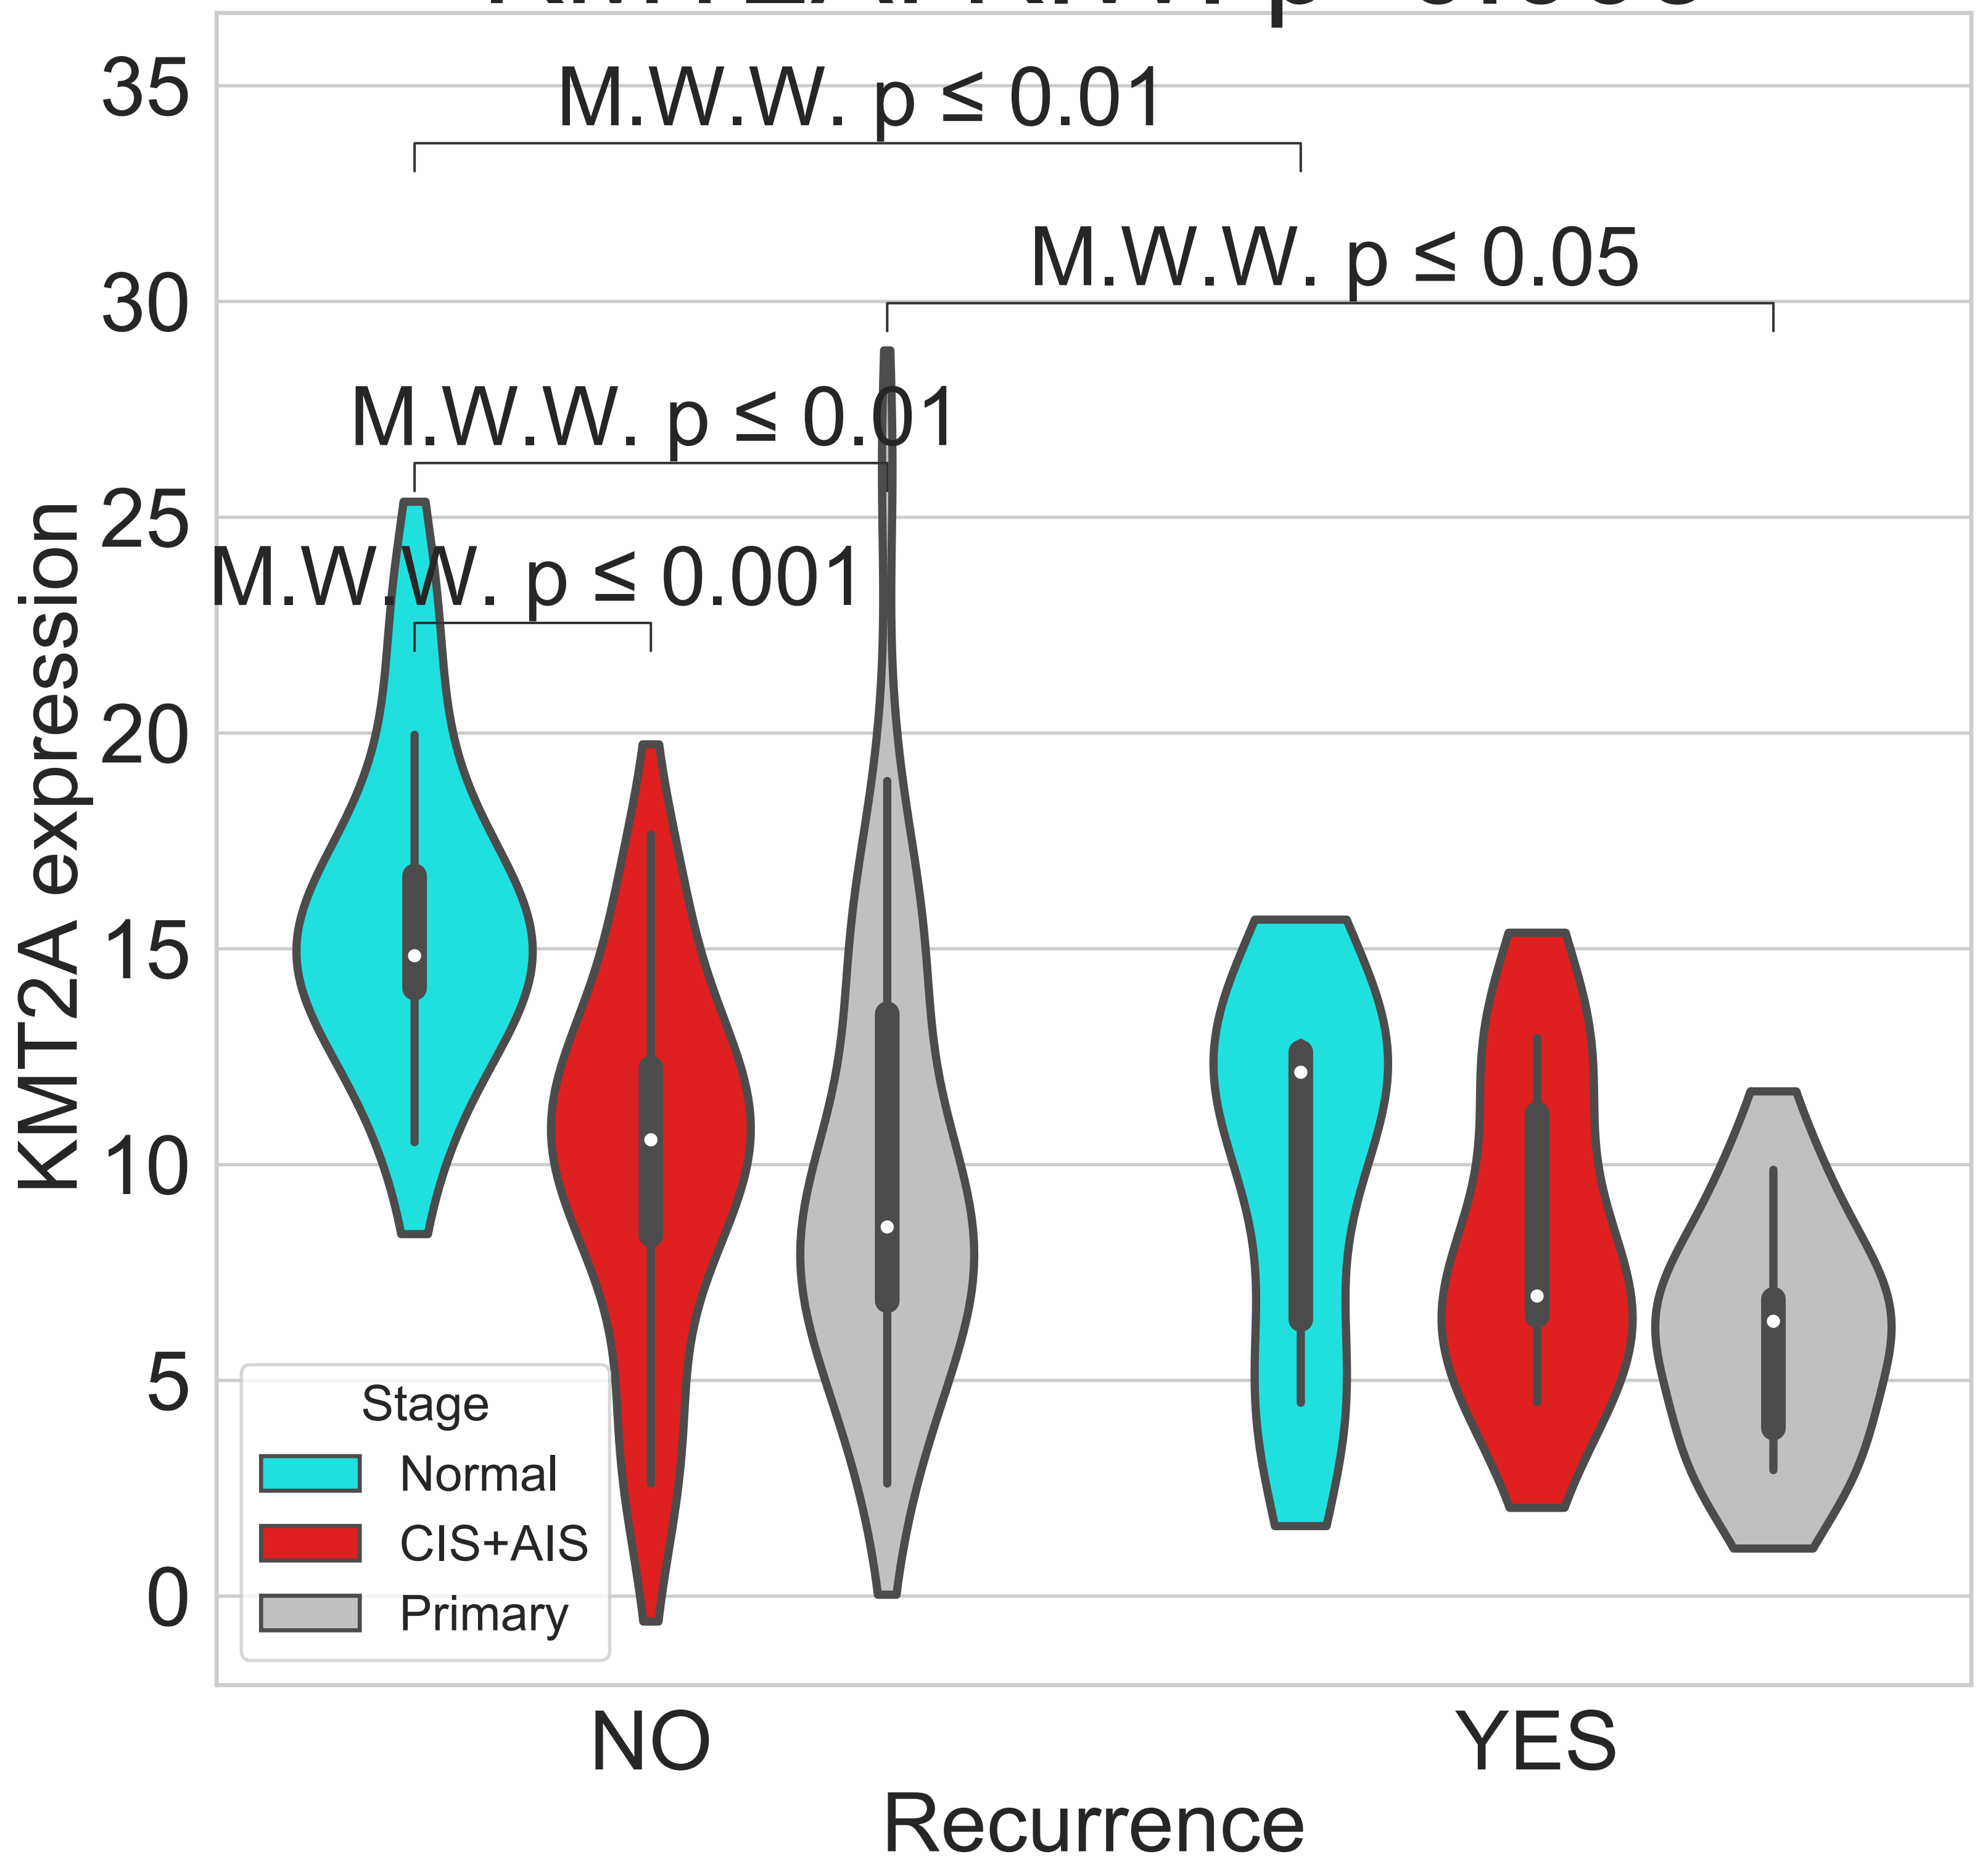 35
M.W.W. p ≤ 0.01
M.W.W. p ≤ 0.05
30
M.W.W. p ≤ 0.01
25
M.W.W. p ≤ 0.001
20
15
10
5
0
KMT2A expression
Stage
Normal
CIS+AIS
Primary
NO
YES
Recurrence